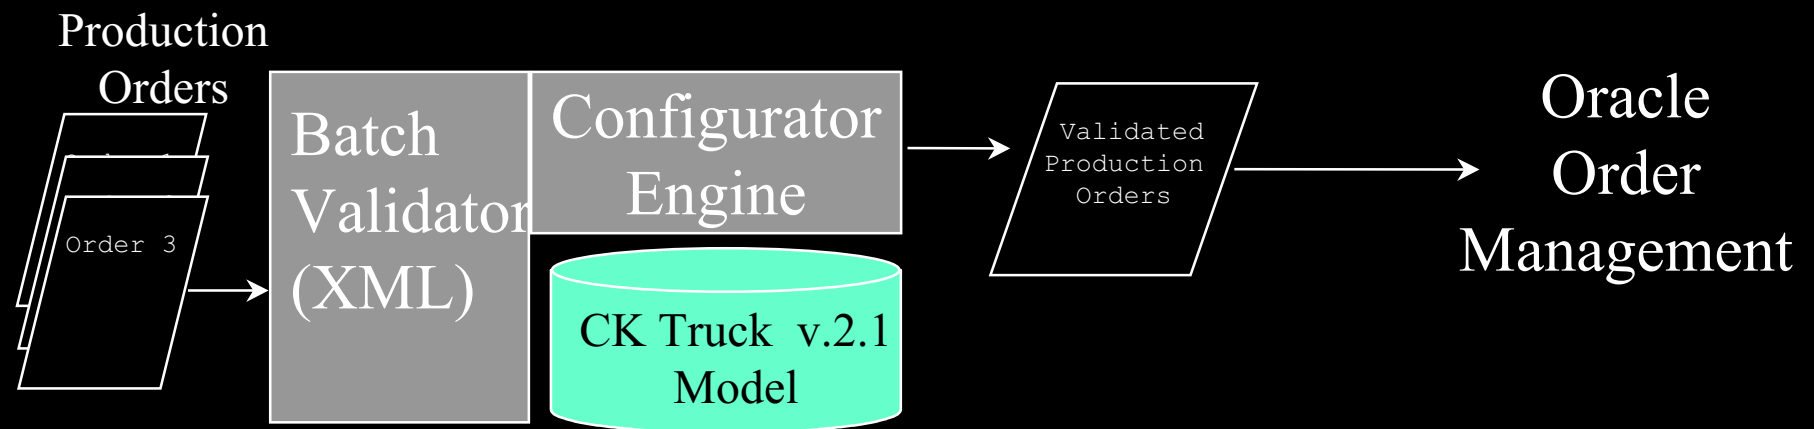 Production
Orders
Order 3
Batch
Validator
(XML)
Configurator
Engine
CK Truck v.2.1
Model
Validated
Production
Orders
Oracle
Order
Management